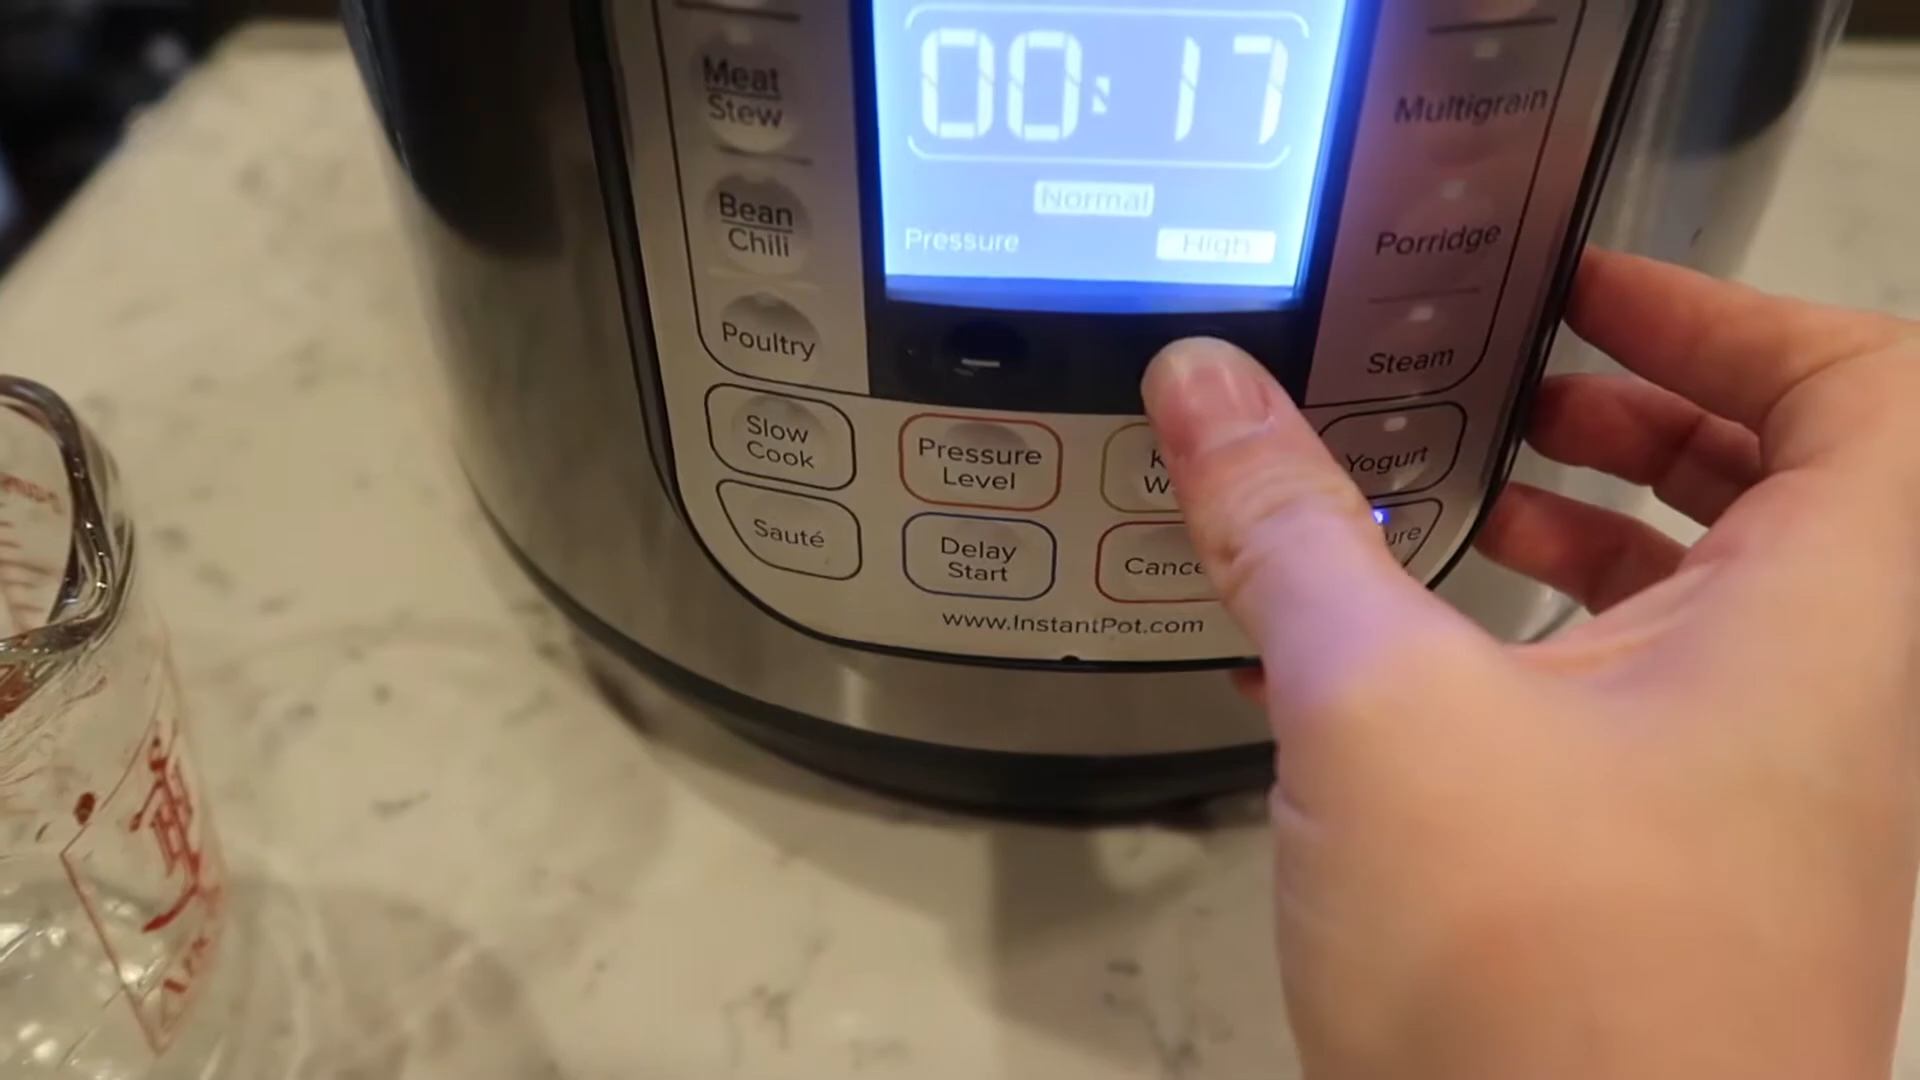 00:17
Normal
Pressure
High
Meat
Stew
Bean
Chili
Poultry
Multigrain
Porridge
Steam
Slow
Cook
Pressure
Level
Yogurt
Sauté
Delay
Start
www.InstantPot.com